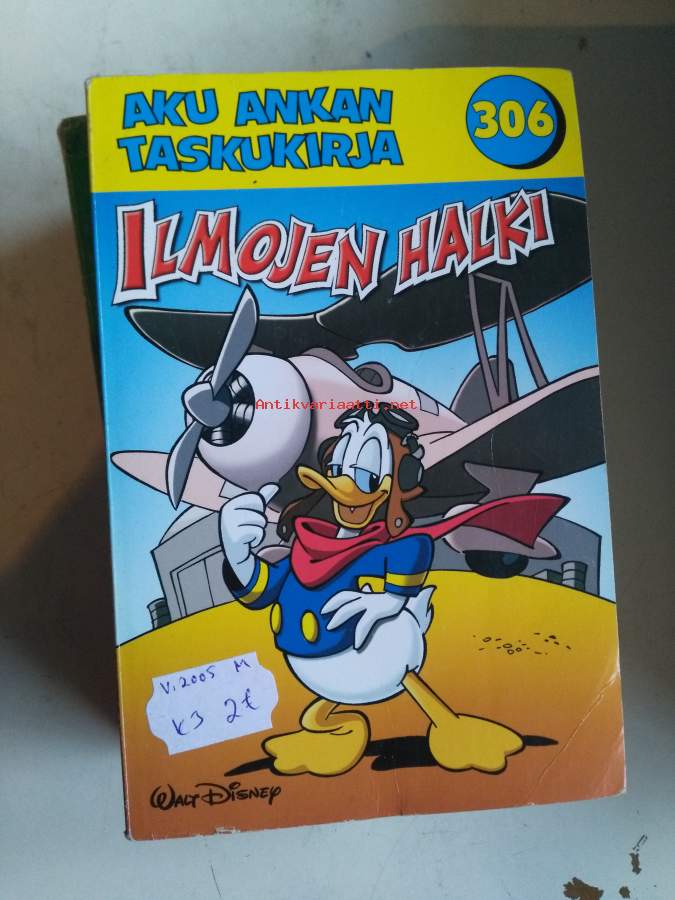 AKU ANKAN
TASKUKIRJA
306
ILMOJEN HALKI
Antikvariaatti.net
V. 2005 M
K3 2€
WALT DISNEY